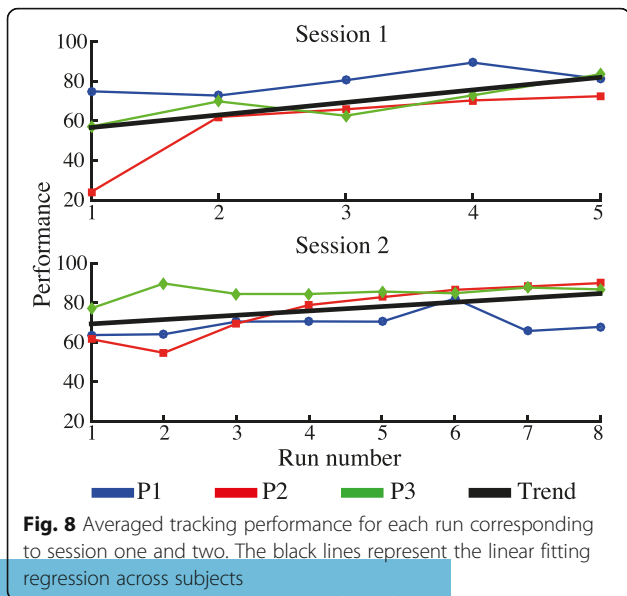 Session 1
100
80
60
40
20
1 2 3 4 5
Performance
Session 2
100
80
60
40
20
1 2 3 4 5 6 7 8
Run number
P1 P2 P3 Trend
Fig. 8 Averaged tracking performance for each run corresponding
to session one and two. The black lines represent the linear fitting
regression across subjects